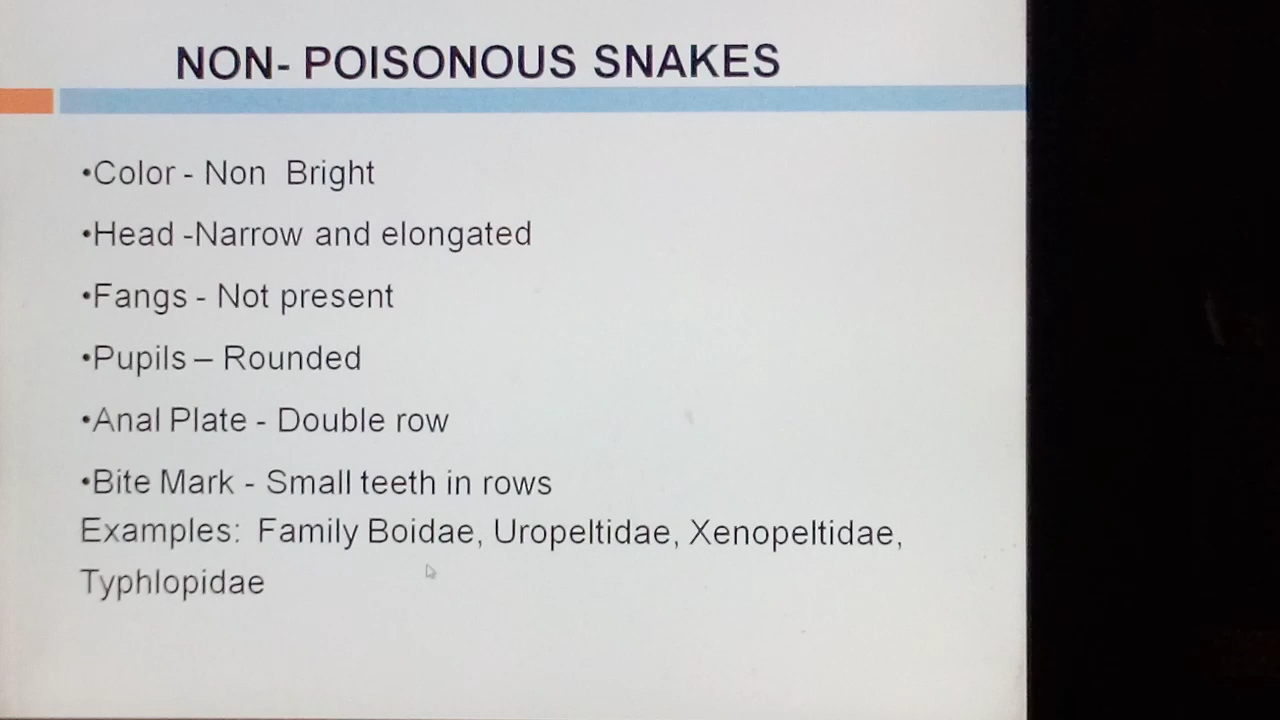 NON- POISONOUS SNAKES
•Color - Non  Bright
•Head -Narrow and elongated
•Fangs - Not present
•Pupils – Rounded
•Anal Plate - Double row
•Bite Mark - Small teeth in rows
Examples:  Family Boidae, Uropeltidae, Xenopeltidae,
Typhlopidae